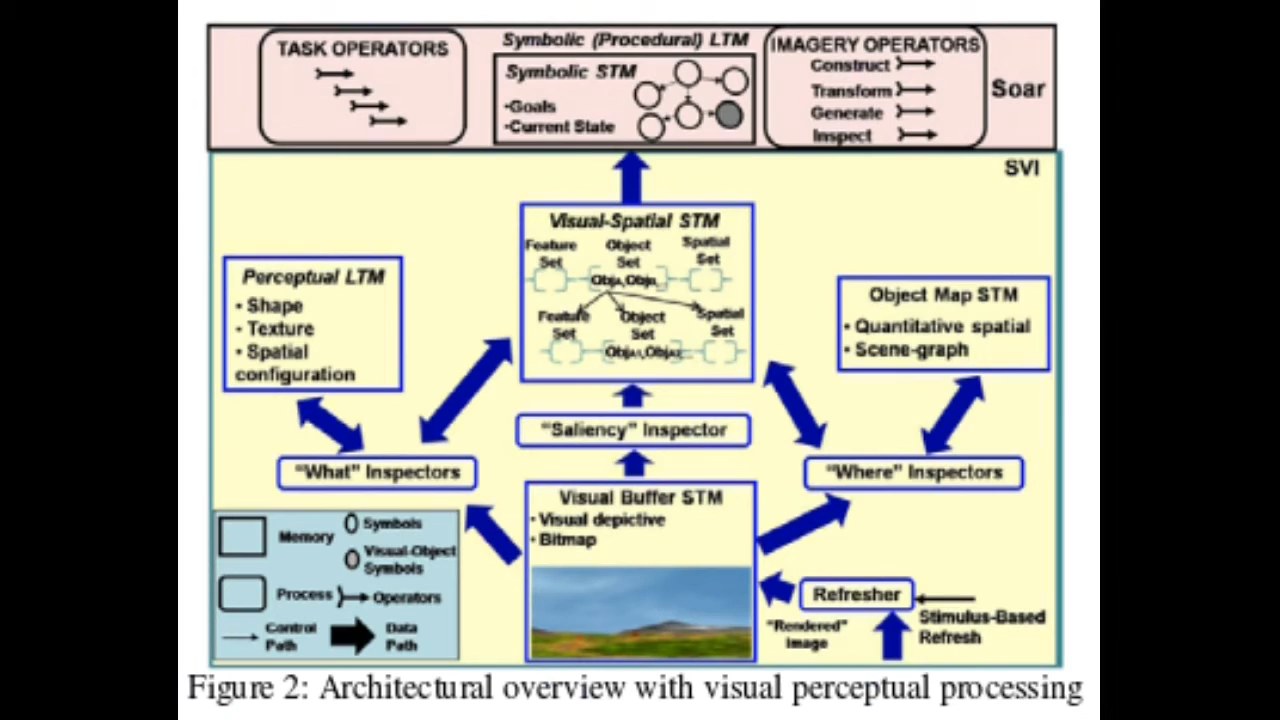 TASK OPERATORS
Symbolic (Procedural) LTM
Symbolic STM
•Goals
•Current State
IMAGERY OPERATORS
Construct
Transform
Generate
Inspect
Soar
SVI
Visual-Spatial STM
Feature Set
Object Set
Spatial Set
Feature Set
Object Set
Spatial Set
Perceptual LTM
• Shape
• Texture
• Spatial
configuration
Object Map STM
• Quantitative spatial
• Scene-graph
"Saliency" Inspector
"What" Inspectors
"Where" Inspectors
Visual Buffer STM
• Visual depictive
• Bitmap
Refresher
"Rendered"
Image
Stimulus-Based
Refresh
Memory
Symbols
Visual-Object
Symbols
Process
Operators
Control
Path
Data
Path
Figure 2: Architectural overview with visual perceptual processing